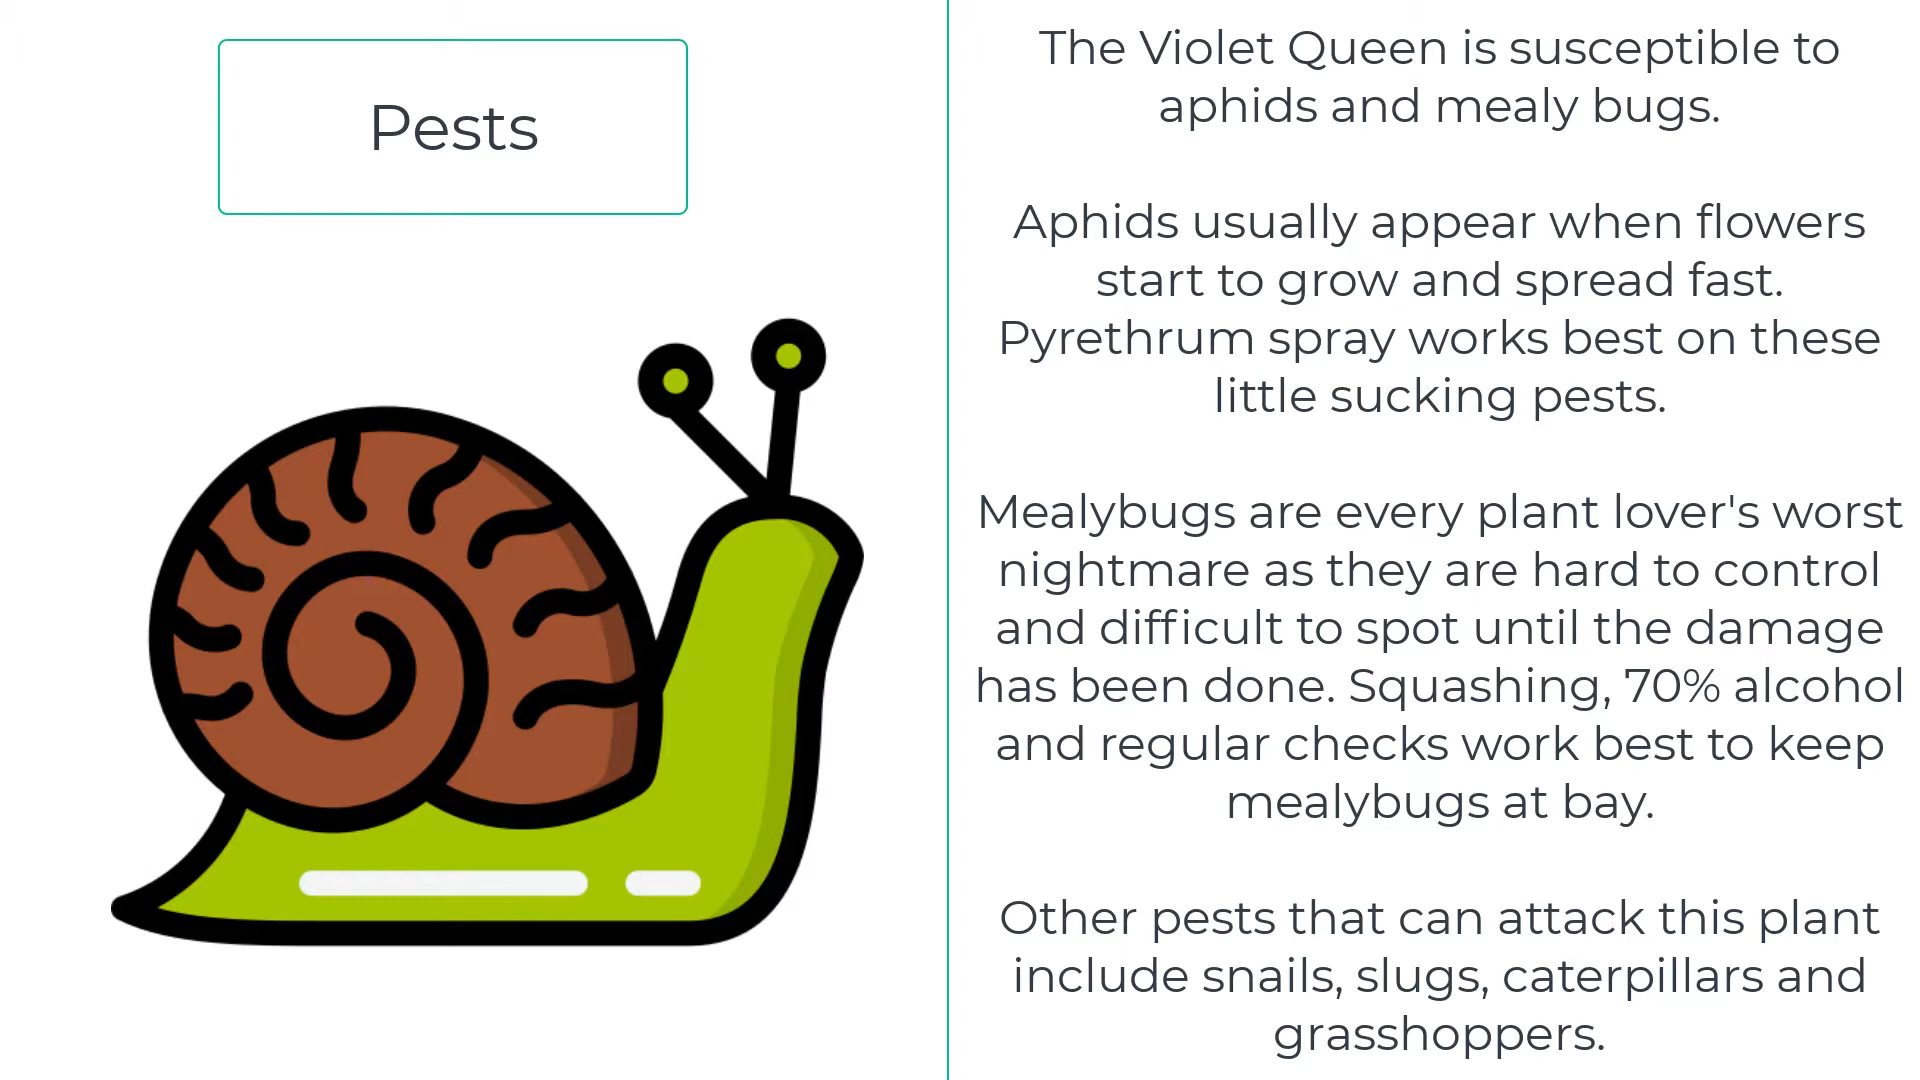 Pests
The Violet Queen is susceptible to
aphids and mealy bugs.
Aphids usually appear when flowers
start to grow and spread fast.
Pyrethrum spray works best on these
little sucking pests.
Mealybugs are every plant lover's worst
nightmare as they are hard to control
and difficult to spot until the damage
has been done. Squashing, 70% alcohol
and regular checks work best to keep
mealybugs at bay.
Other pests that can attack this plant
include snails, slugs, caterpillars and
grasshoppers.